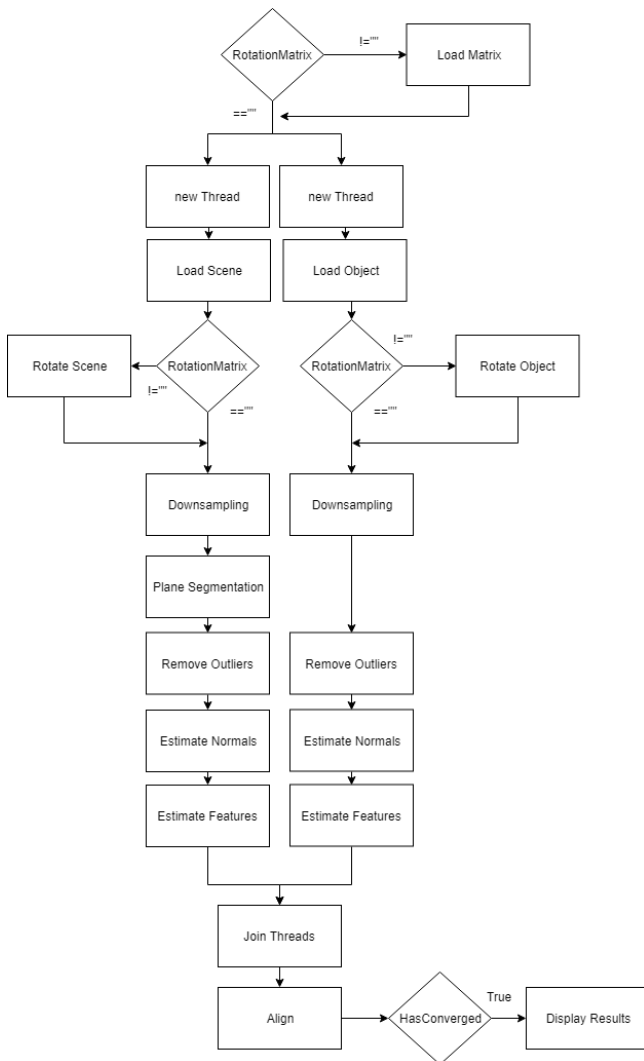 RotationMatrix
!=""
Load Matrix
==""
new Thread
new Thread
Load Scene
Load Object
!=""
Rotate Scene
RotationMatrix
RotationMatrix
Rotate Object
!=""
==""
==""
Downsampling
Downsampling
Plane Segmentation
Remove Outliers
Remove Outliers
Estimate Normals
Estimate Normals
Estimate Features
Estimate Features
Join Threads
True
Align
HasConverged
Display Results